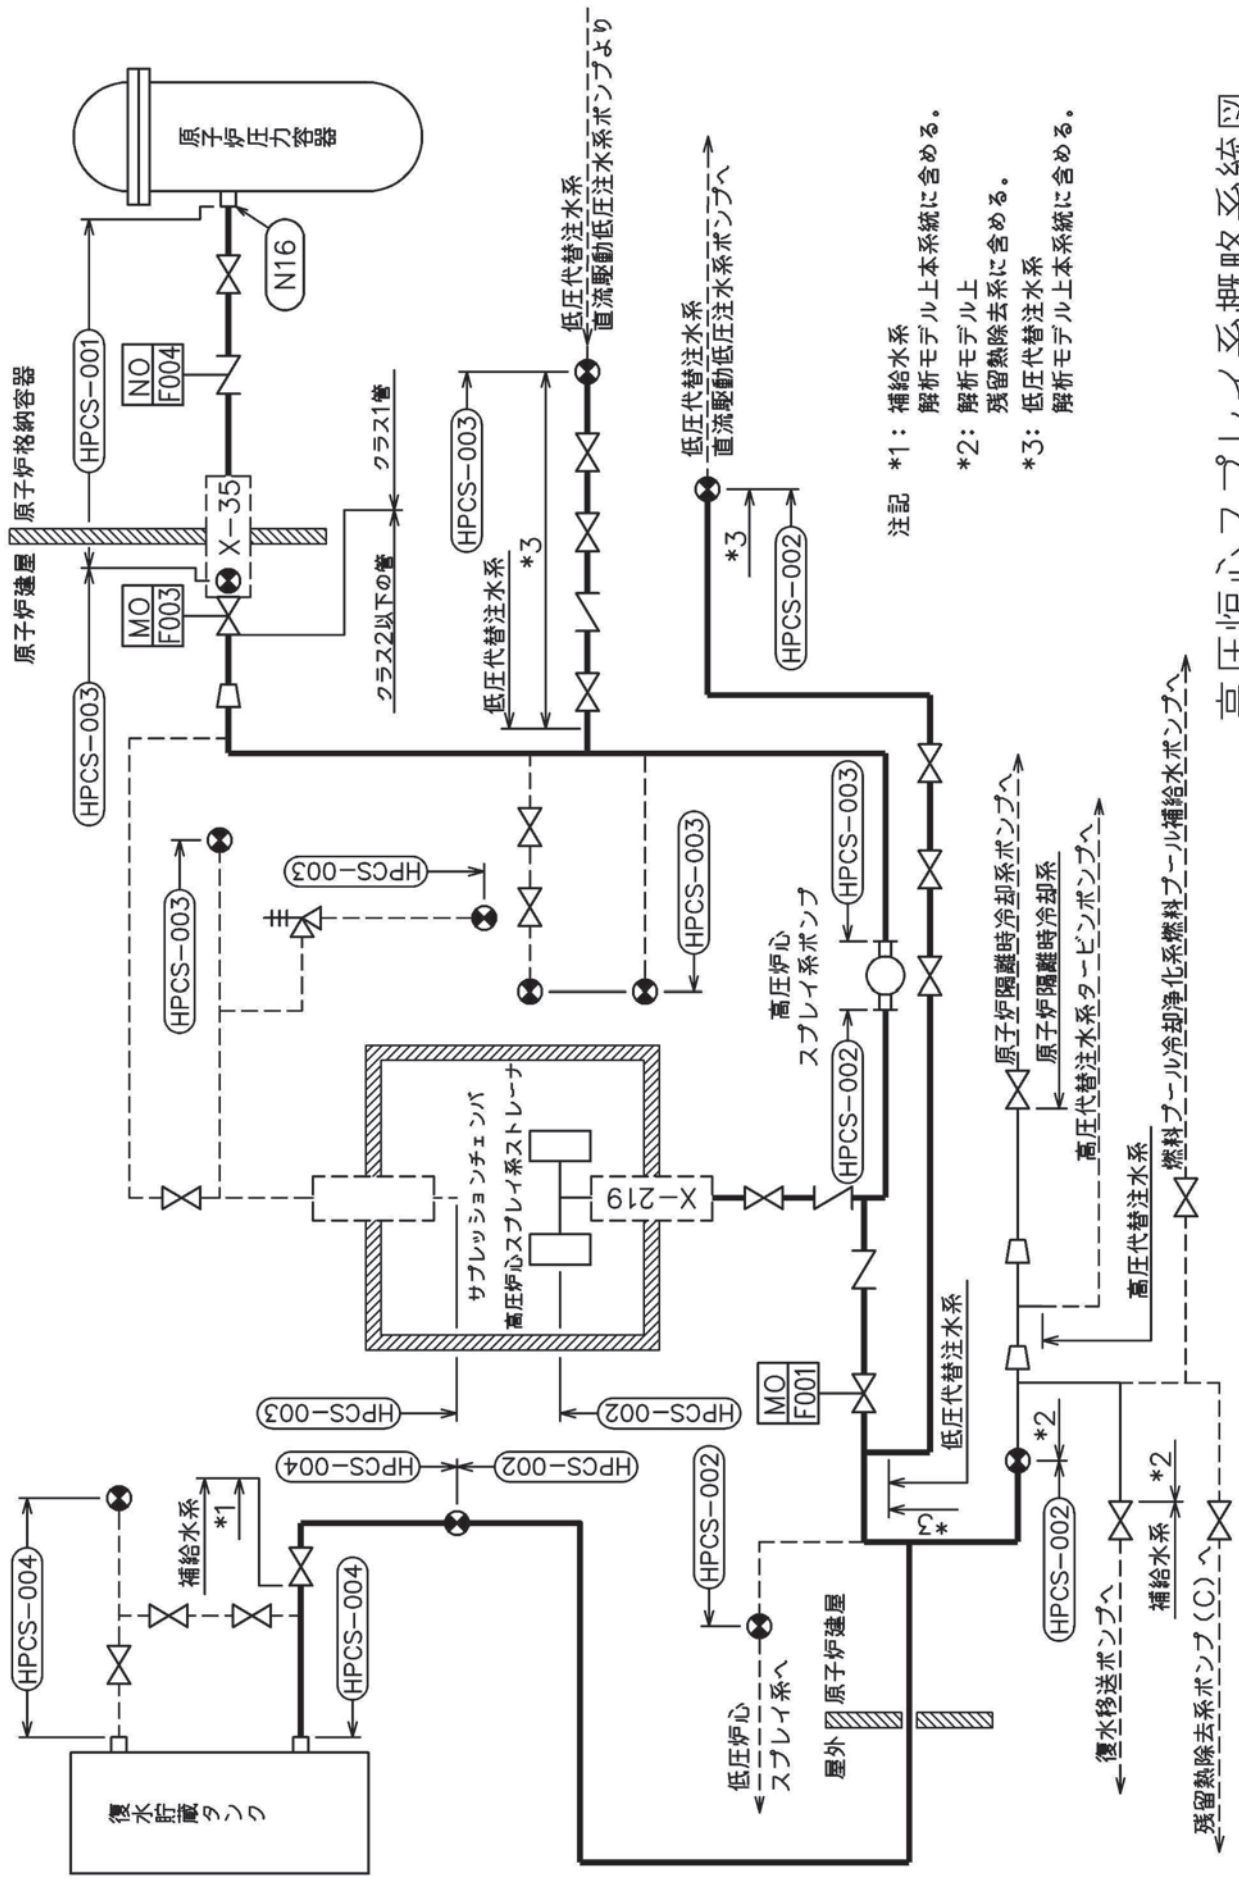 復水貯蔵タンク
HPCS-004
HPCS-004
補給水系
*1
HPCS-004
HPCS-002
HPCS-003
HPCS-002
サプレッションチェンバ
高圧炉心スプレイ系ストレーナ
X-219
HPCS-003
HPCS-003
HPCS-003
原子炉建屋
原子炉格納容器
HPCS-003
HPCS-001
MO
F003
X-35
NO
F004
N16
原子炉圧力容器
クラス2以下の管
クラス1管
低圧代替注水系
*3
HPCS-003
低圧代替注水系
直流駆動低圧注水系ポンプより
低圧代替注水系
直流駆動低圧注水系ポンプへ
*3
HPCS-002
高圧炉心
スプレイ系ポンプ
HPCS-002
HPCS-003
MO
F001
低圧代替注水系
*3
HPCS-002
低圧炉心
スプレイ系へ
屋外
原子炉建屋
HPCS-002
*2
原子炉隔離時冷却系ポンプへ
原子炉隔離時冷却系
高圧代替注水系タービンポンプへ
高圧代替注水系
燃料プール冷却浄化系燃料プール補給水ポンプへ
復水移送ポンプへ
補給水系
*2
残留熱除去系ポンプ(C)へ
注記
*1: 補給水系
解析モデル上本系統に含める。
*2: 解析モデル上
残留熱除去系に含める。
*3: 低圧代替注水系
解析モデル上本系統に含める。
高圧炉心スプレイ系概略系統図